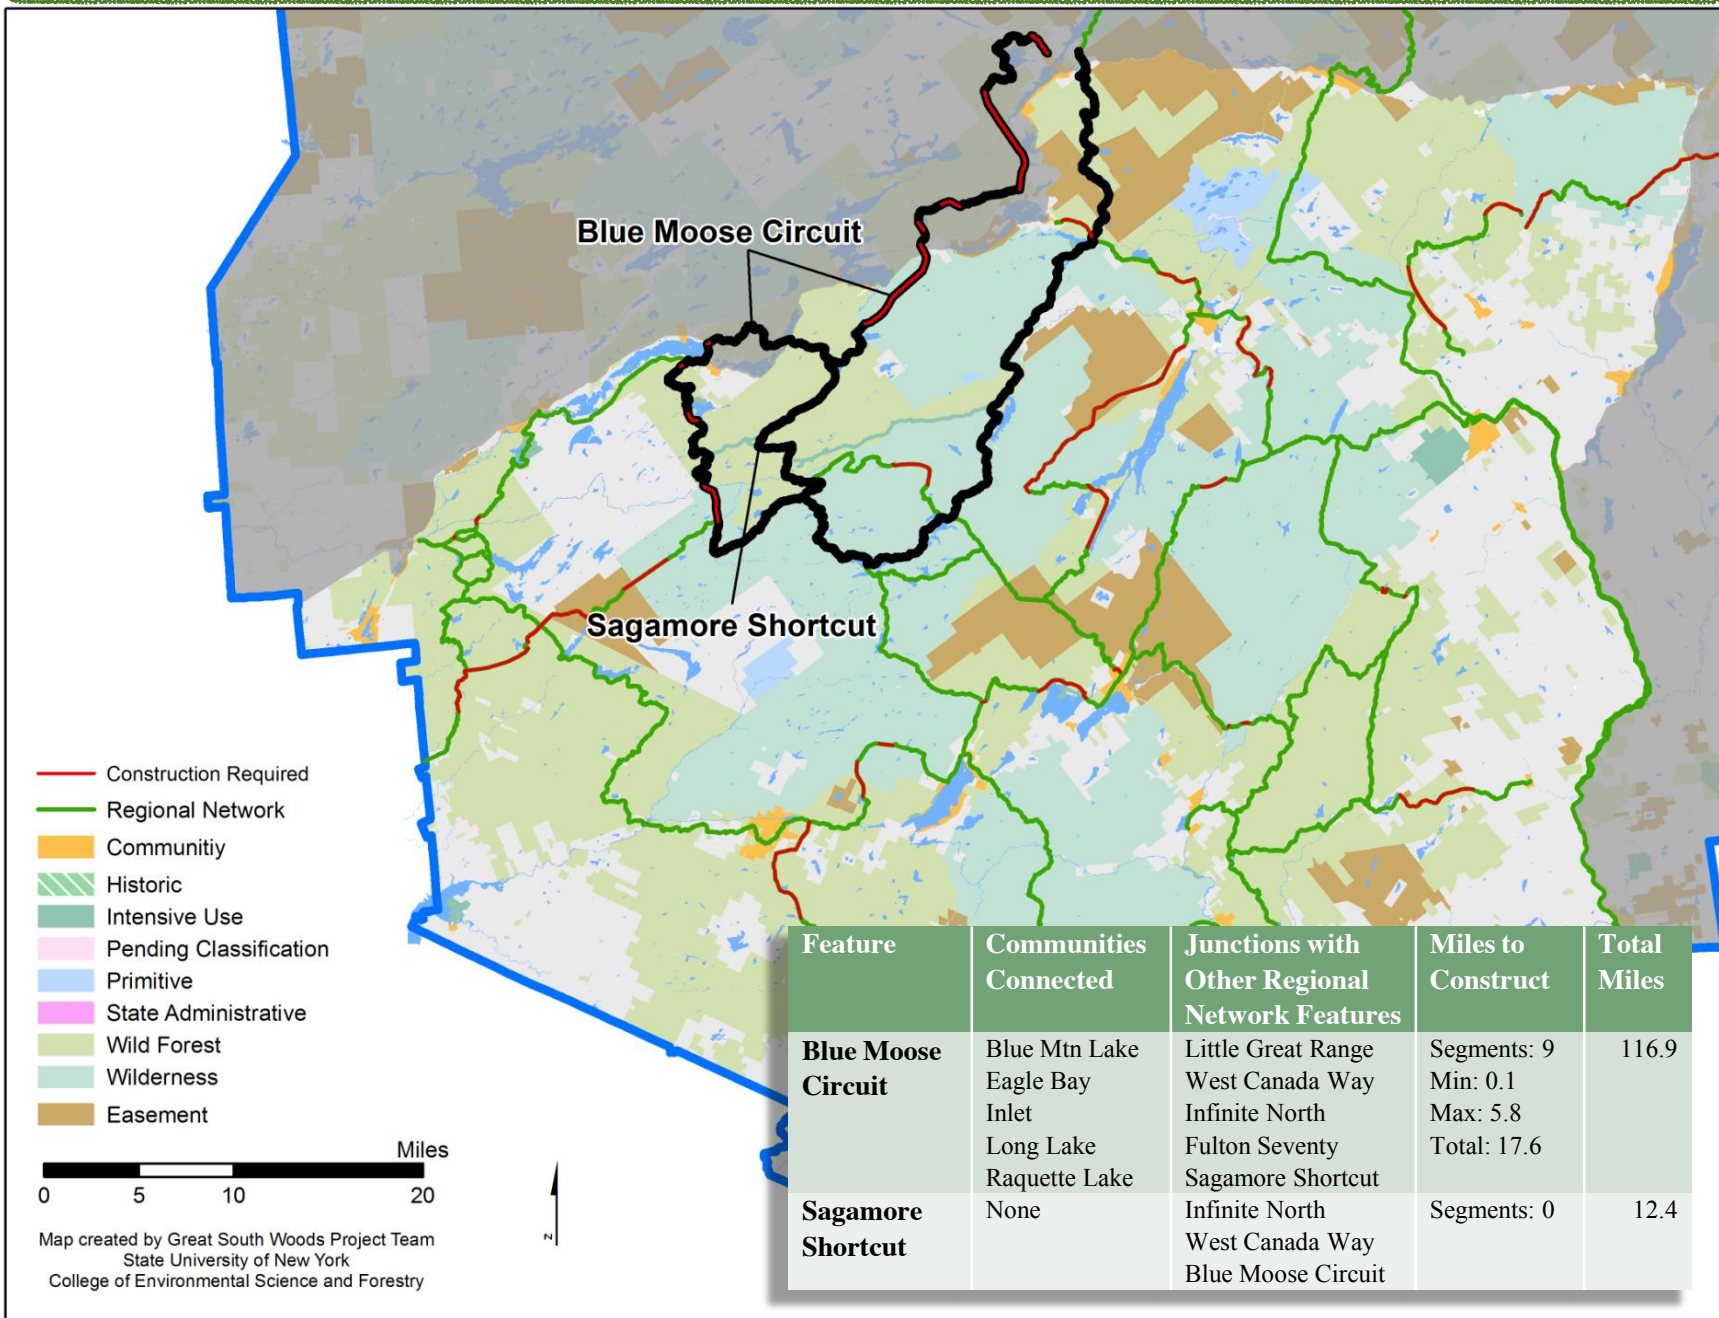 Blue Moose Circuit
Sagamore Shortcut
Construction Required
Regional Network
Communitiy
Historic
Intensive Use
Pending Classification
Primitive
State Administrative
Wild Forest
Wilderness
Easement
Miles
0 5 10 20
N
Map created by Great South Woods Project Team
State University of New York
College of Environmental Science and Forestry
Feature
Communities
Connected
Junctions with
Other Regional
Network Features
Miles to
Construct
Total
Miles
Blue Moose
Circuit
Blue Mtn Lake
Eagle Bay
Inlet
Long Lake
Raquette Lake
Little Great Range
West Canada Way
Infinite North
Fulton Seventy
Sagamore Shortcut
Segments: 9
Min: 0.1
Max: 5.8
Total: 17.6
116.9
Sagamore
Shortcut
None
Infinite North
West Canada Way
Blue Moose Circuit
Segments: 0
12.4